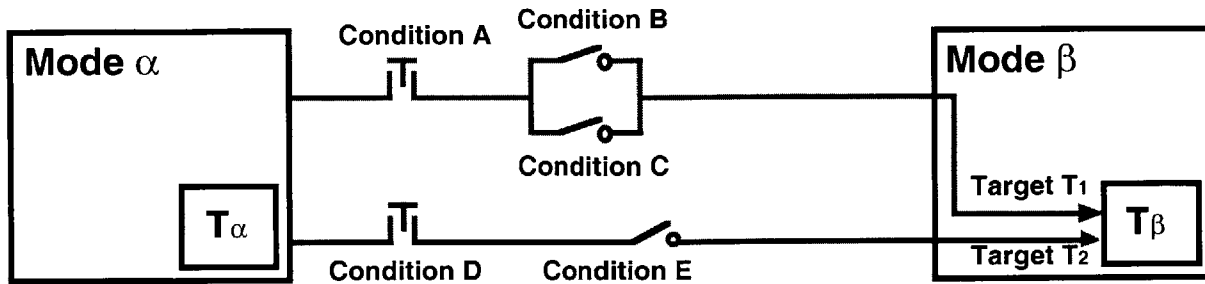 Condition B
Condition A
Mode α
Mode β
Condition C
Target T1
Tα
Tβ
Condition D
Condition E
Target T2